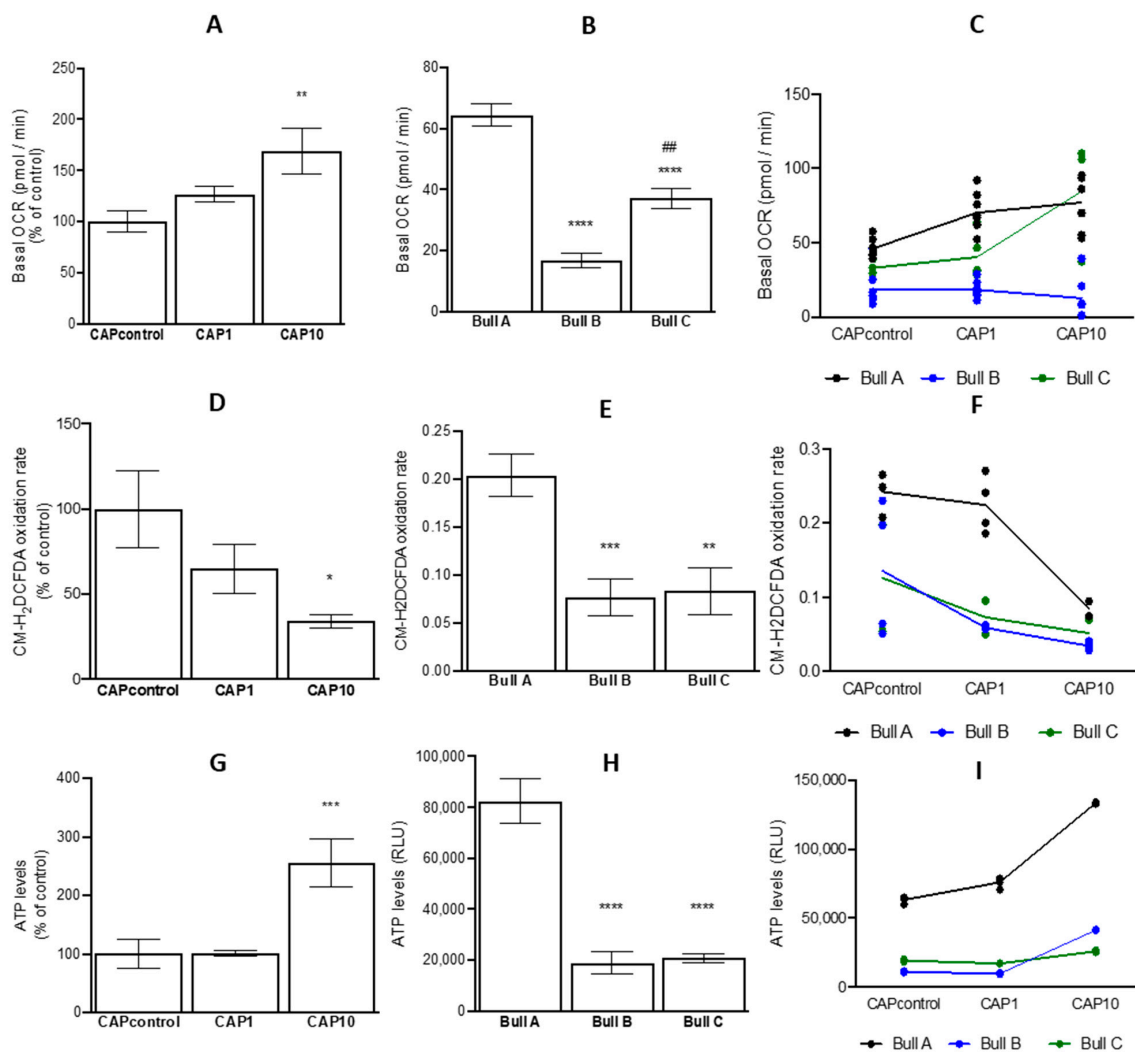 A
Basal OCR (pmol / min)
(% of control)
250
200
150
100
50
0
**
CAPcontrol CAP1 CAP10
B
Basal OCR (pmol / min)
80
60
40
20
0
****
##
****
Bull A Bull B Bull C
C
Basal OCR (pmol / min)
150
100
50
0
CAPcontrol CAP1 CAP10
Bull A Bull B Bull C
D
CM-H2DCFDA oxidation rate
(% of control)
150
100
50
0
*
CAPcontrol CAP1 CAP10
E
CM-H2DCFDA oxidation rate
0.25
0.20
0.15
0.10
0.05
0.00
***
**
Bull A Bull B Bull C
F
CM-H2DCFDA oxidation rate
0.3
0.2
0.1
0.0
CAPcontrol CAP1 CAP10
Bull A Bull B Bull C
G
ATP levels
(% of control)
400
300
200
100
0
***
CAPcontrol CAP1 CAP10
H
ATP levels (RLU)
100,000
80,000
60,000
40,000
20,000
0
****
****
Bull A Bull B Bull C
I
ATP levels (RLU)
150,000
100,000
50,000
0
CAPcontrol CAP1 CAP10
Bull A Bull B Bull C